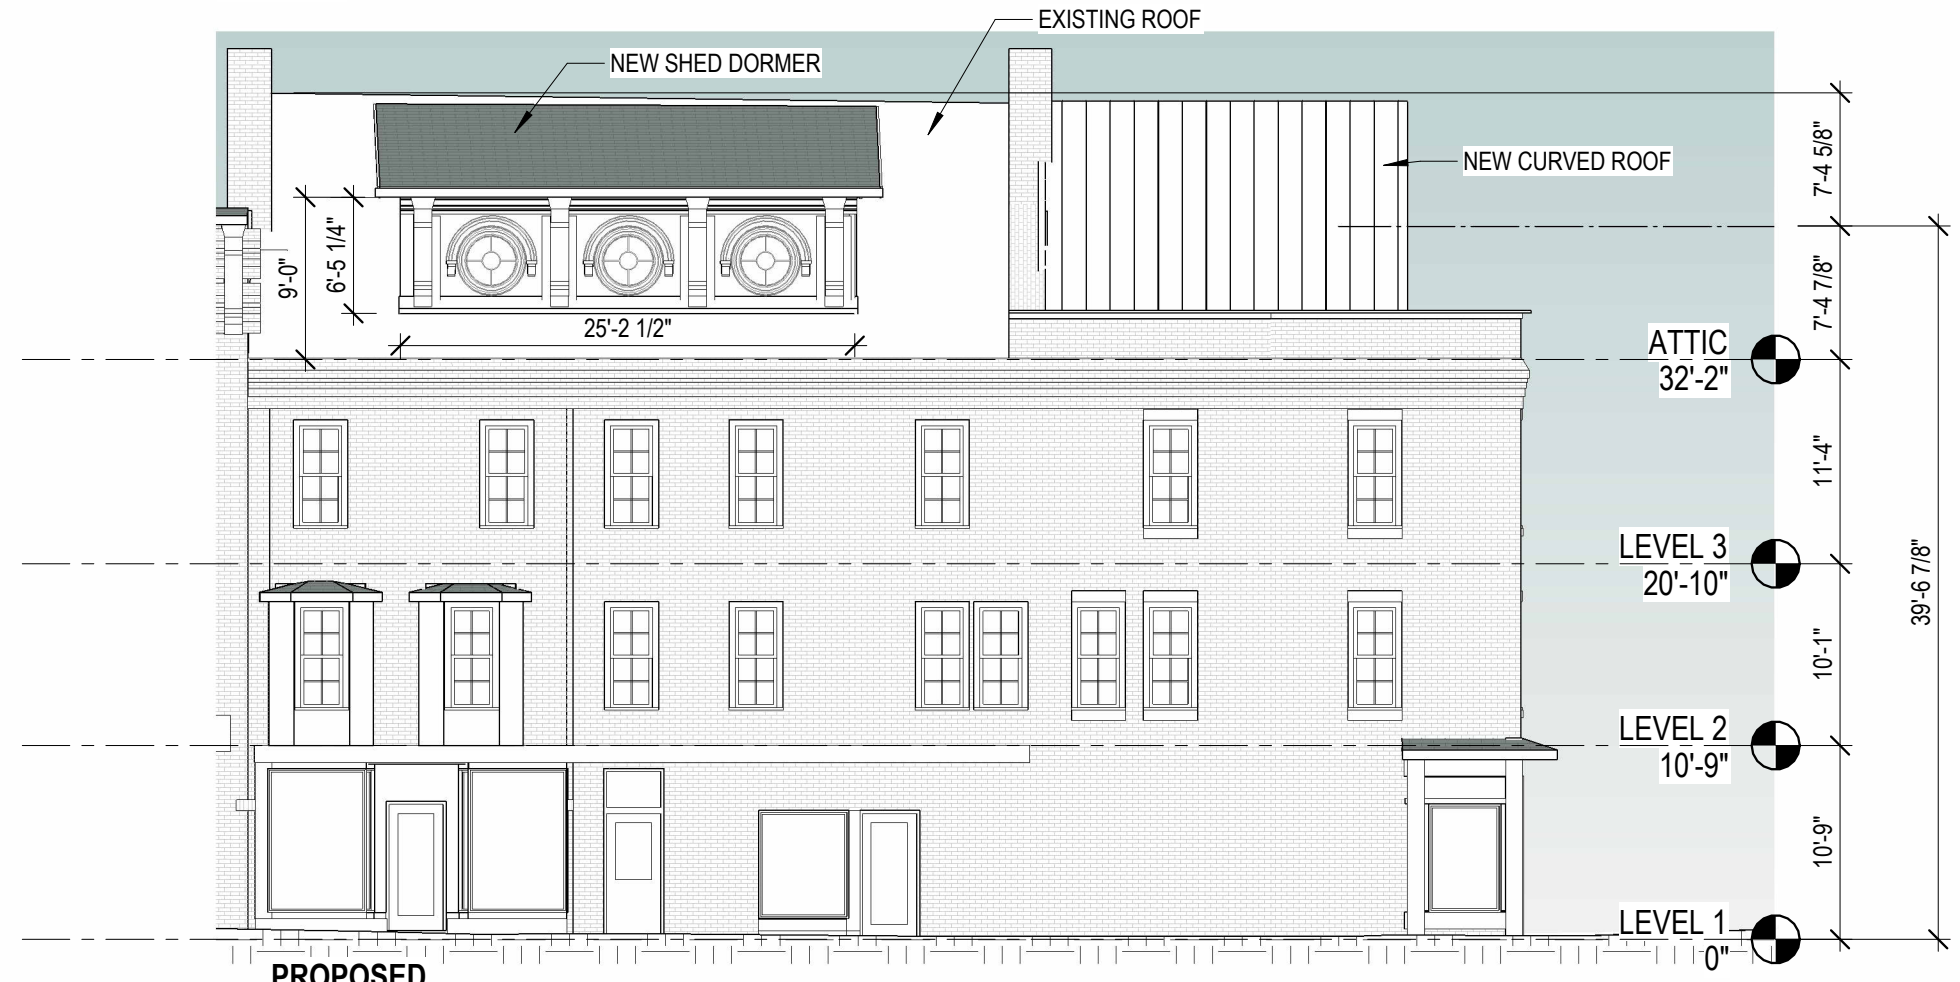 EXISTING ROOF
NEW SHED DORMER
NEW CURVED ROOF
7'-4 5/8"
9'-0"
6'-5 1/4"
7'-4 7/8"
25'-2 1/2"
ATTIC
32'-2"
11'-4"
LEVEL 3
20'-10"
39'-6 7/8"
10'-1"
LEVEL 2
10'-9"
10'-9"
LEVEL 1
0"
PROPOSED